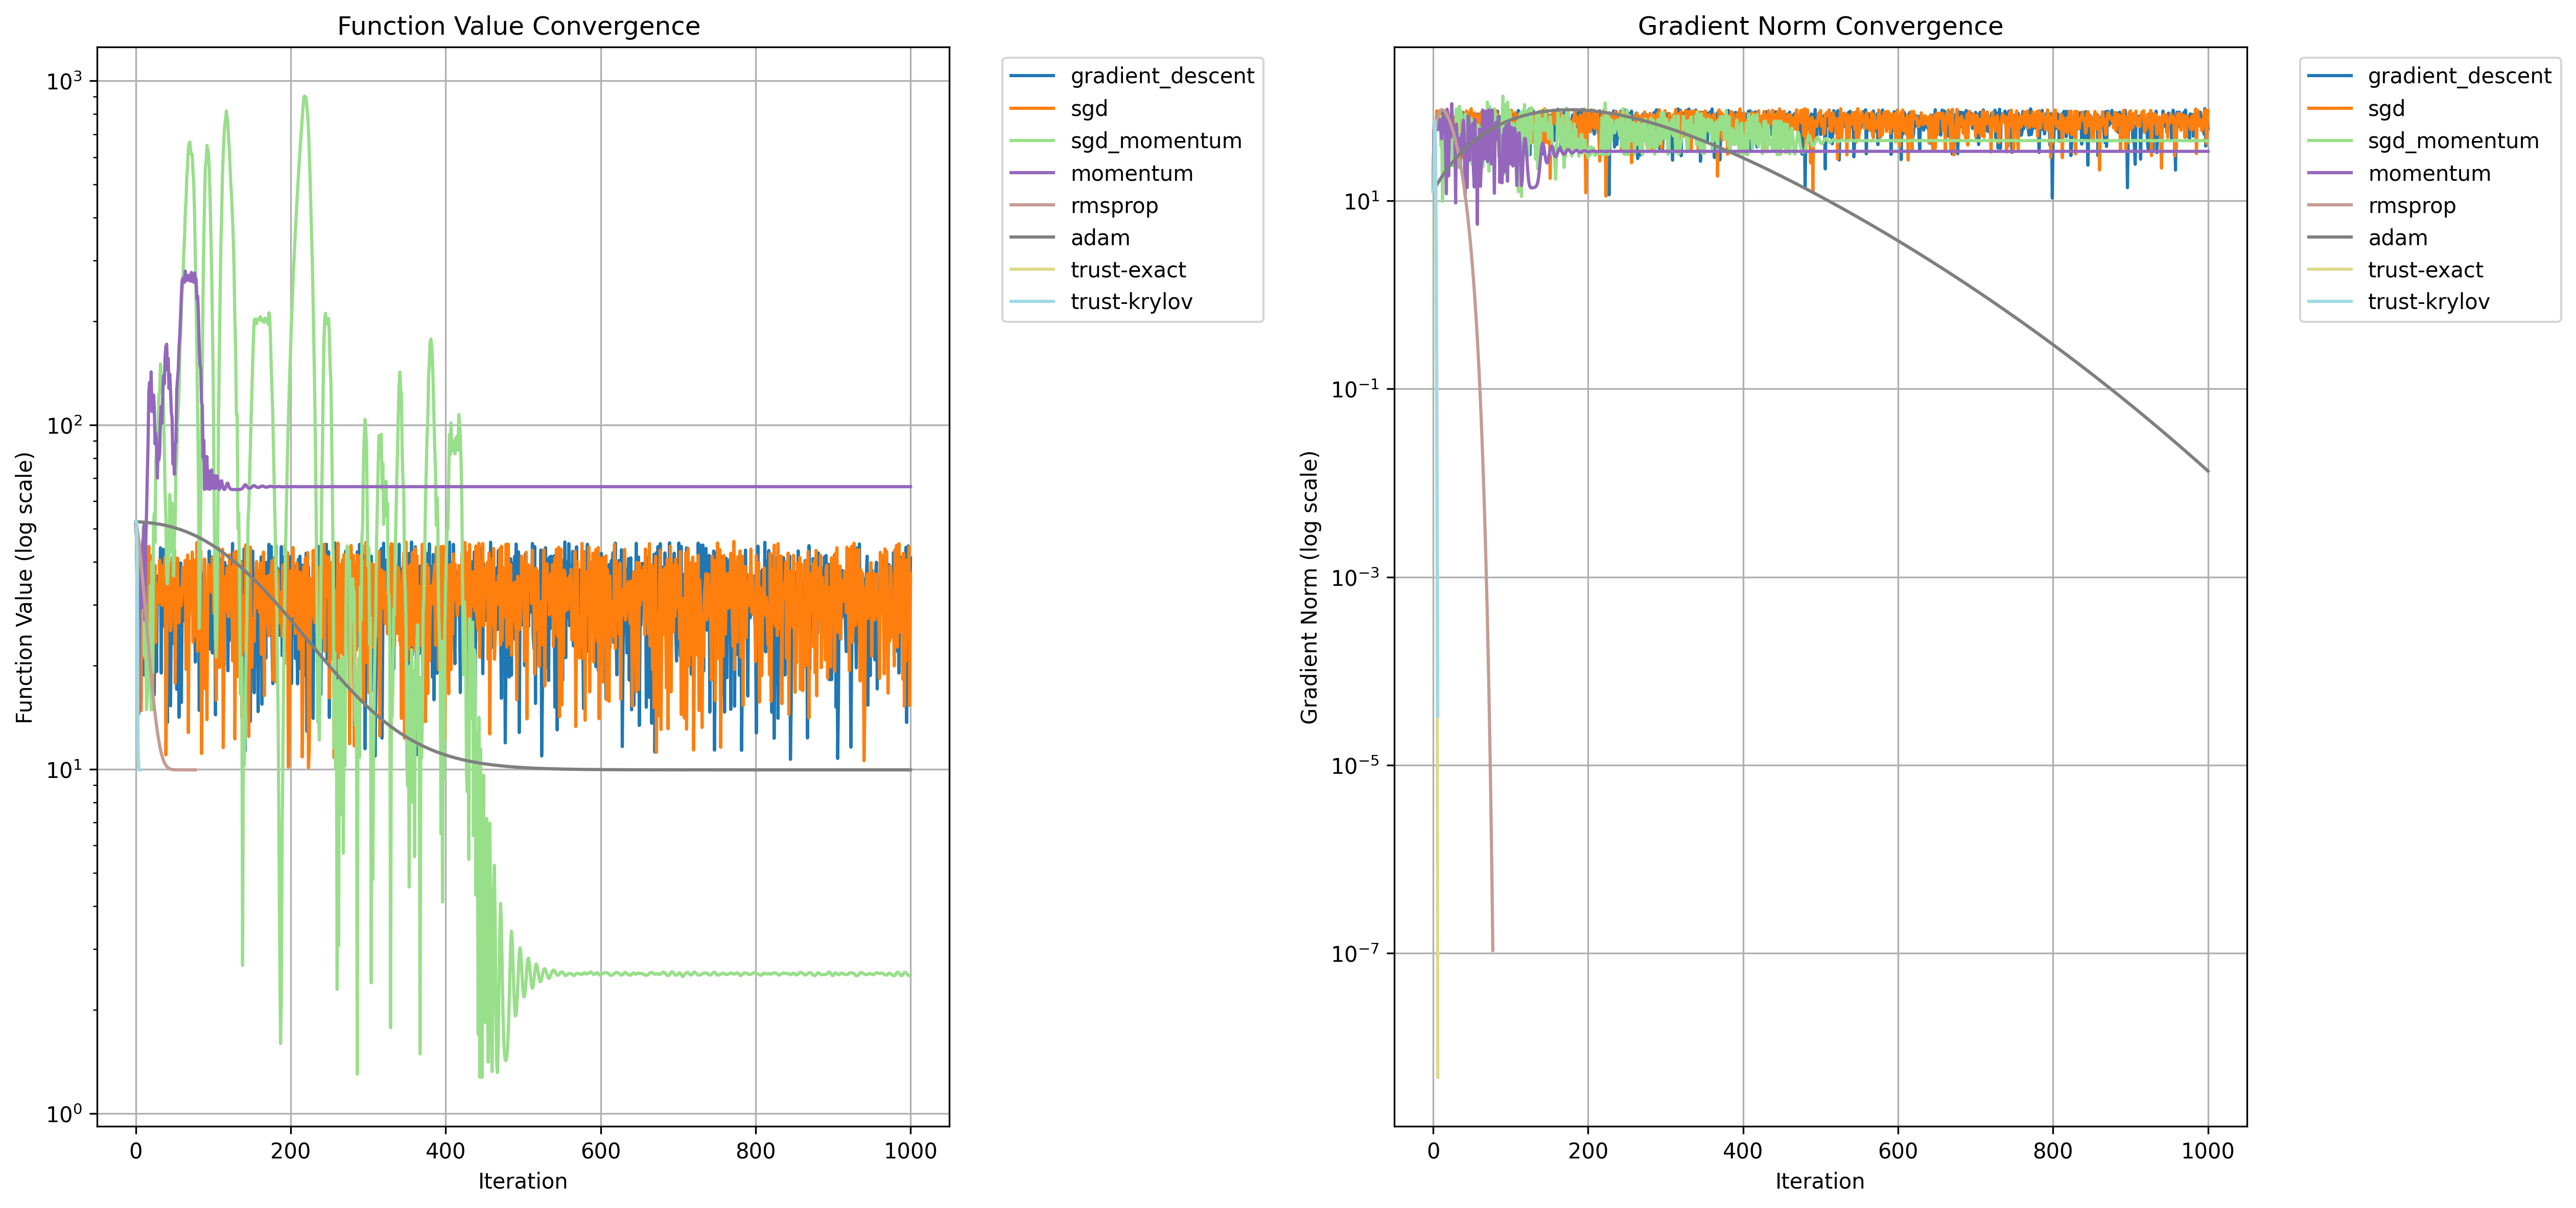 Function Value Convergence
10³
10²
10¹
10⁰
Function Value (log scale)
0 200 400 600 800 1000
Iteration
gradient_descent
sgd
sgd_momentum
momentum
rmsprop
adam
trust-exact
trust-krylov
Gradient Norm Convergence
10¹
10⁻¹
10⁻³
10⁻⁵
10⁻⁷
Gradient Norm (log scale)
0 200 400 600 800 1000
Iteration
gradient_descent
sgd
sgd_momentum
momentum
rmsprop
adam
trust-exact
trust-krylov